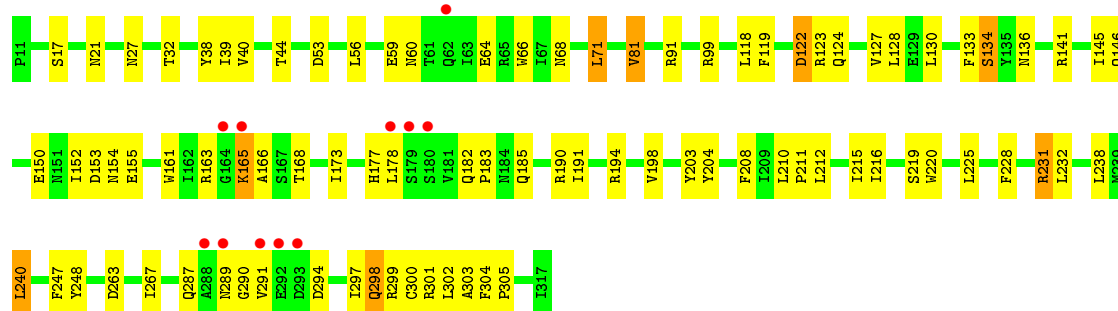 P11 S17 N21 N27 T32 Y38 I39 V40 T44 D53 L56 E59 N60 T61 Q62 I63 E64 R65 W66 I67 N68 L71 V81 R91 R99 L118 F119 D122 R123 Q124 V127 L128 E129 L130 F133 S134 Y135 N136 R141 I145
E150 N151 I152 D153 N154 E155 W161 I162 R163 G164 K165 A166 S167 T168 I173 H177 L178 S179 S180 V181 Q182 P183 N184 Q185 R190 I191 R194 V198 Y203 Y204 F208 I209 L210 P211 L212 I215 I216 S219 W220 L225 F228 R231 L232 L238
L240 F247 Y248 D263 I267 Q287 A288 N289 G290 V291 E292 D293 D294 I297 Q298 R299 C300 R301 L302 A303 F304 P305 I317